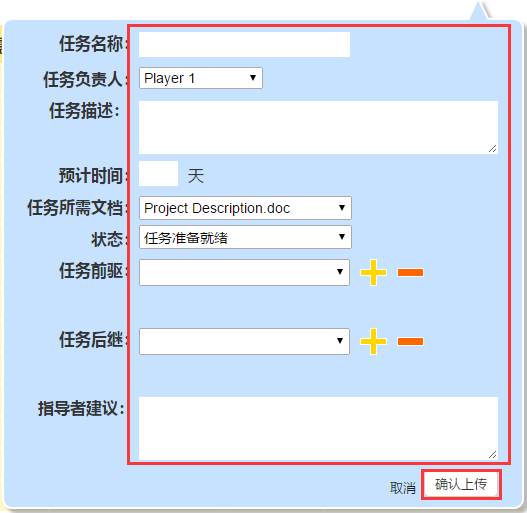 任务名称:
任务负责人: Player 1
任务描述:
预计时间: 天
任务所需文档: Project Description.doc
状态: 任务准备就绪
任务前驱:
任务后继:
指导者建议:
取消 确认上传